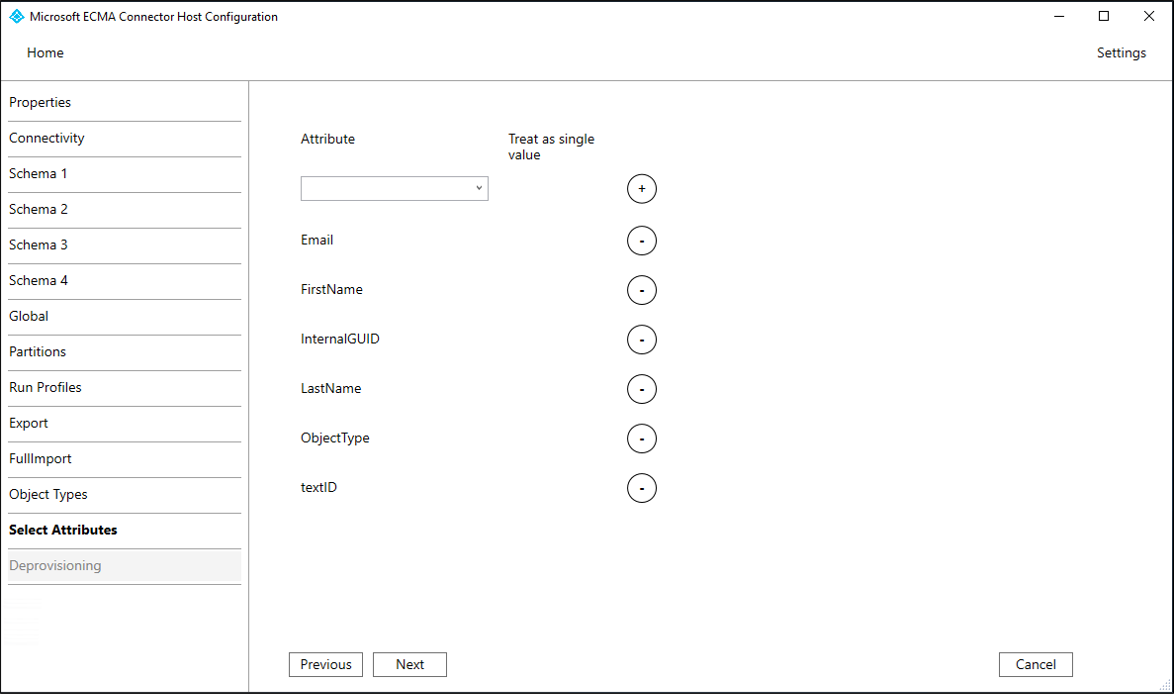 Microsoft ECMA Connector Host Configuration
Home
Settings
Properties
Connectivity
Schema 1
Schema 2
Schema 3
Schema 4
Global
Partitions
Run Profiles
Export
FullImport
Object Types
Select Attributes
Deprovisioning
Attribute
Treat as single
value
+
Email -
FirstName -
InternalGUID -
LastName -
ObjectType -
textID -
Previous
Next
Cancel